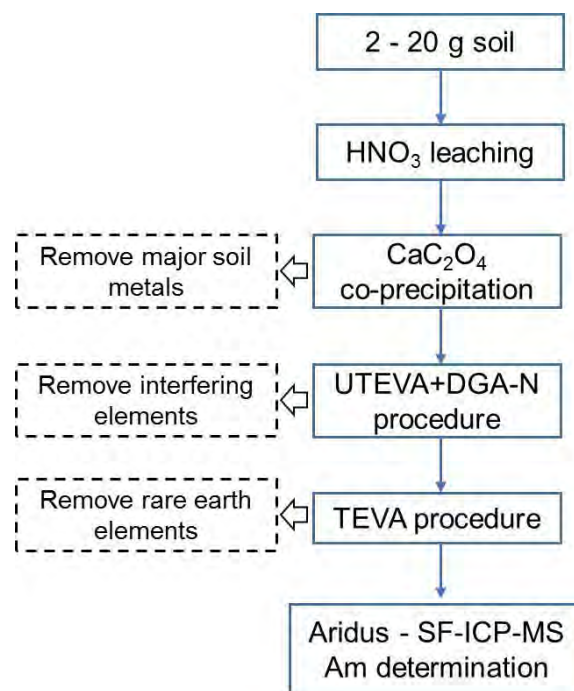 2 - 20 g soil
HNO₃ leaching
Remove major soil
metals
CaC₂O₄
co-precipitation
Remove interfering
elements
UTEVA+DGA-N
procedure
Remove rare earth
elements
TEVA procedure
Aridus - SF-ICP-MS
Am determination